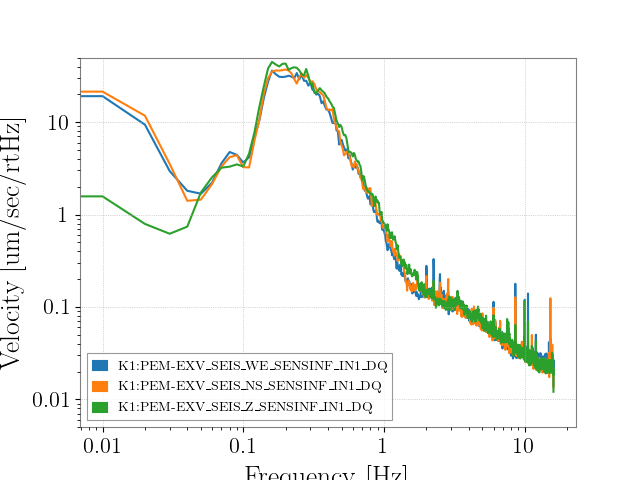 Velocity [um/sec/rtHz]
10
1
0.1
0.01
K1:PEM-EXV_SEIS_WE_SENSINF_IN1_DQ
K1:PEM-EXV_SEIS_NS_SENSINF_IN1_DQ
K1:PEM-EXV_SEIS_Z_SENSINF_IN1_DQ
0.01 0.1 1 10
Frequency [Hz]